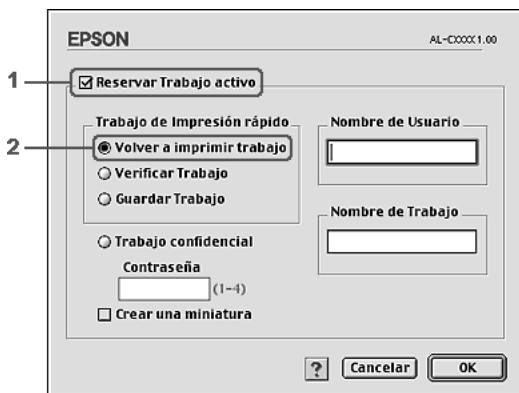 EPSON
AL-CXXXX 1.00
1
Reservar Trabajo activo
Trabajo de Impresión rápido
2
Volver a imprimir trabajo
Verificar Trabajo
Guardar Trabajo
Trabajo confidencial
Contraseña
(1-4)
Crear una miniatura
Nombre de Usuario
Nombre de Trabajo
?
Cancelar
OK